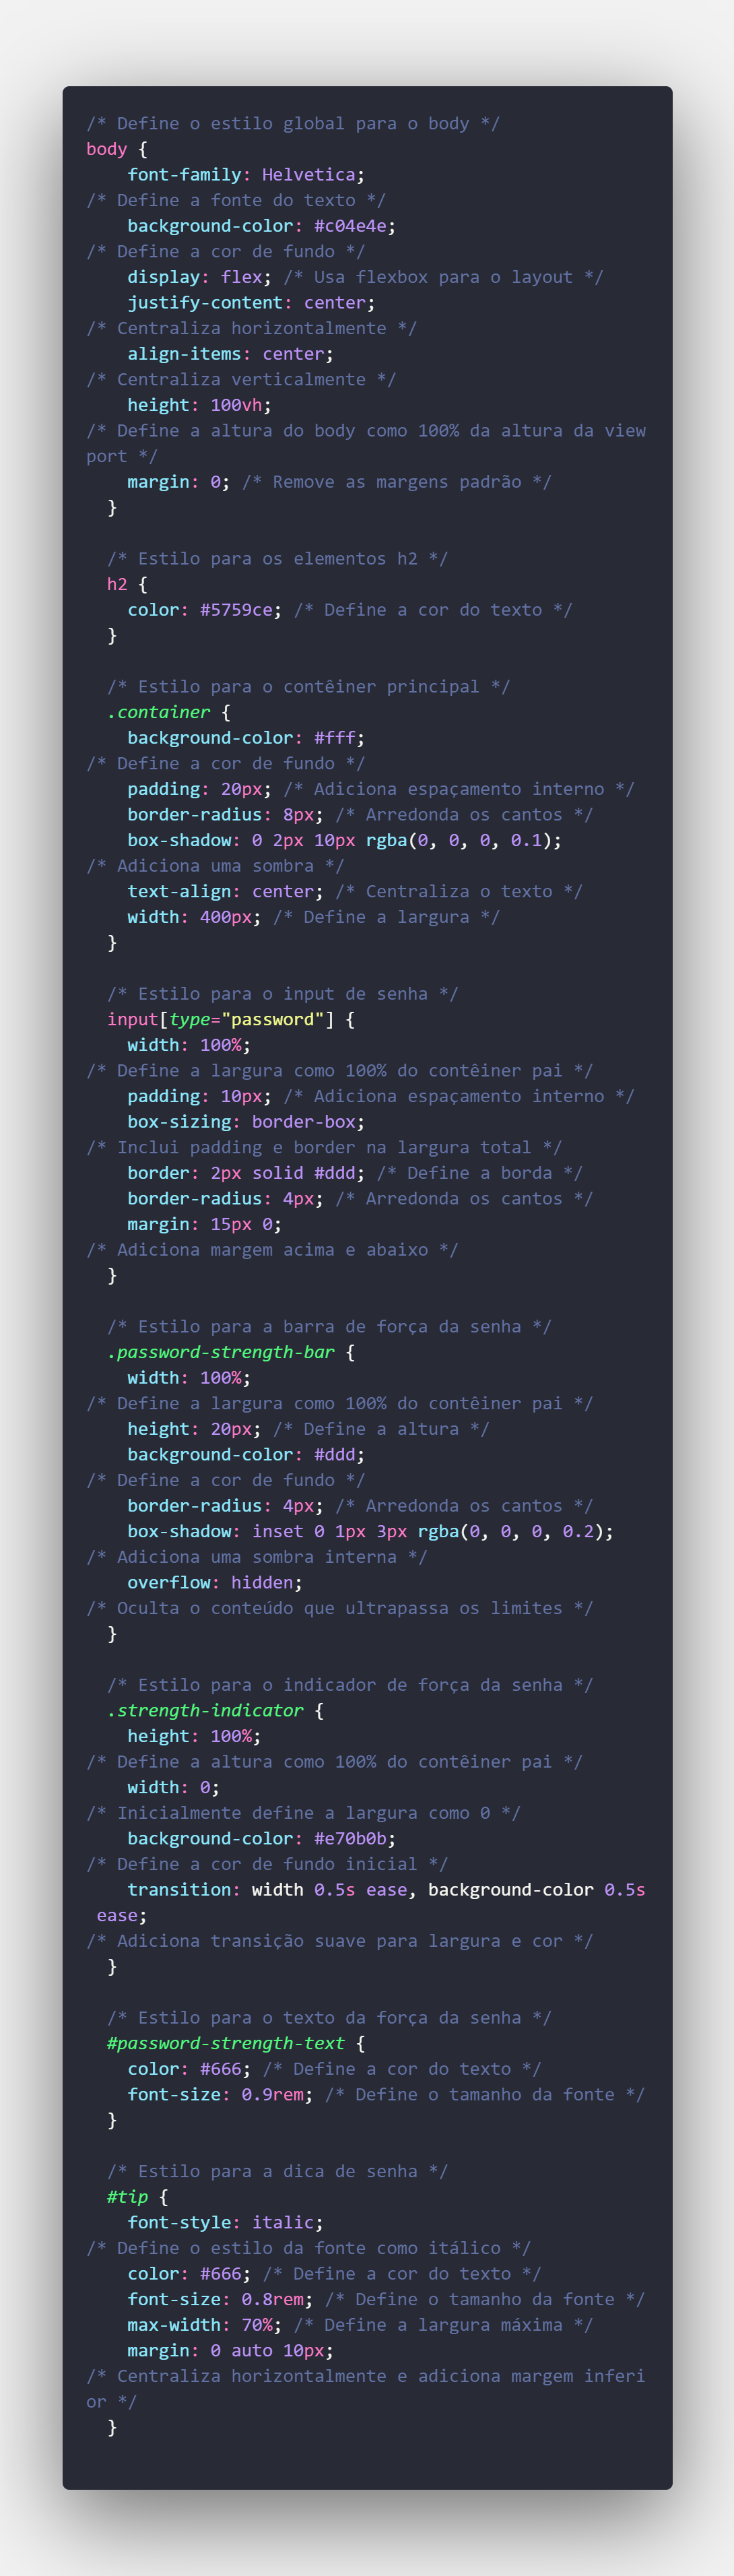 /* Define o estilo global para o body */
body {
    font-family: Helvetica;
/* Define a fonte do texto */
    background-color: #c04e4e;
/* Define a cor de fundo */
    display: flex; /* Usa flexbox para o layout */
    justify-content: center;
/* Centraliza horizontalmente */
    align-items: center;
/* Centraliza verticalmente */
    height: 100vh;
/* Define a altura do body como 100% da altura da view
port */
    margin: 0; /* Remove as margens padrão */
  }

  /* Estilo para os elementos h2 */
  h2 {
    color: #5759ce; /* Define a cor do texto */
  }

  /* Estilo para o contêiner principal */
  .container {
    background-color: #fff;
/* Define a cor de fundo */
    padding: 20px; /* Adiciona espaçamento interno */
    border-radius: 8px; /* Arredonda os cantos */
    box-shadow: 0 2px 10px rgba(0, 0, 0, 0.1);
/* Adiciona uma sombra */
    text-align: center; /* Centraliza o texto */
    width: 400px; /* Define a largura */
  }

  /* Estilo para o input de senha */
  input[type="password"] {
    width: 100%;
/* Define a largura como 100% do contêiner pai */
    padding: 10px; /* Adiciona espaçamento interno */
    box-sizing: border-box;
/* Inclui padding e border na largura total */
    border: 2px solid #ddd; /* Define a borda */
    border-radius: 4px; /* Arredonda os cantos */
    margin: 15px 0;
/* Adiciona margem acima e abaixo */
  }

  /* Estilo para a barra de força da senha */
  .password-strength-bar {
    width: 100%;
/* Define a largura como 100% do contêiner pai */
    height: 20px; /* Define a altura */
    background-color: #ddd;
/* Define a cor de fundo */
    border-radius: 4px; /* Arredonda os cantos */
    box-shadow: inset 0 1px 3px rgba(0, 0, 0, 0.2);
/* Adiciona uma sombra interna */
    overflow: hidden;
/* Oculta o conteúdo que ultrapassa os limites */
  }

  /* Estilo para o indicador de força da senha */
  .strength-indicator {
    height: 100%;
/* Define a altura como 100% do contêiner pai */
    width: 0;
/* Inicialmente define a largura como 0 */
    background-color: #e70b0b;
/* Define a cor de fundo inicial */
    transition: width 0.5s ease, background-color 0.5s
 ease;
/* Adiciona transição suave para largura e cor */
  }

  /* Estilo para o texto da força da senha */
  #password-strength-text {
    color: #666; /* Define a cor do texto */
    font-size: 0.9rem; /* Define o tamanho da fonte */
  }

  /* Estilo para a dica de senha */
  #tip {
    font-style: italic;
/* Define o estilo da fonte como itálico */
    color: #666; /* Define a cor do texto */
    font-size: 0.8rem; /* Define o tamanho da fonte */
    max-width: 70%; /* Define a largura máxima */
    margin: 0 auto 10px;
/* Centraliza horizontalmente e adiciona margem inferi
or */
  }